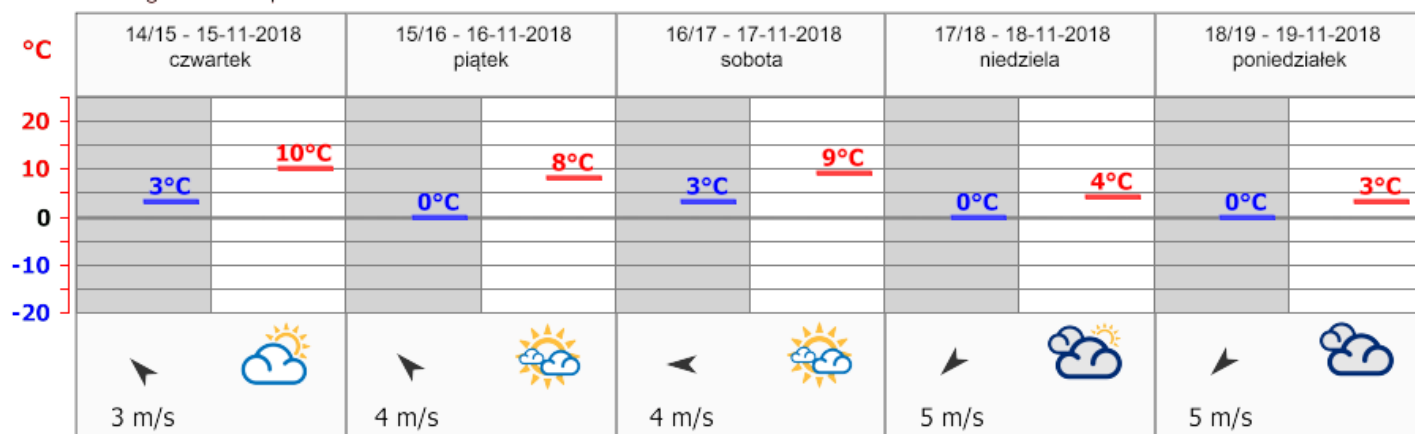 °C
14/15 - 15-11-2018
czwartek
15/16 - 16-11-2018
piątek
16/17 - 17-11-2018
sobota
17/18 - 18-11-2018
niedziela
18/19 - 19-11-2018
poniedziałek
20
10
0
-10
-20
3°C
10°C
0°C
8°C
3°C
9°C
0°C
4°C
0°C
3°C
3 m/s
4 m/s
4 m/s
5 m/s
5 m/s